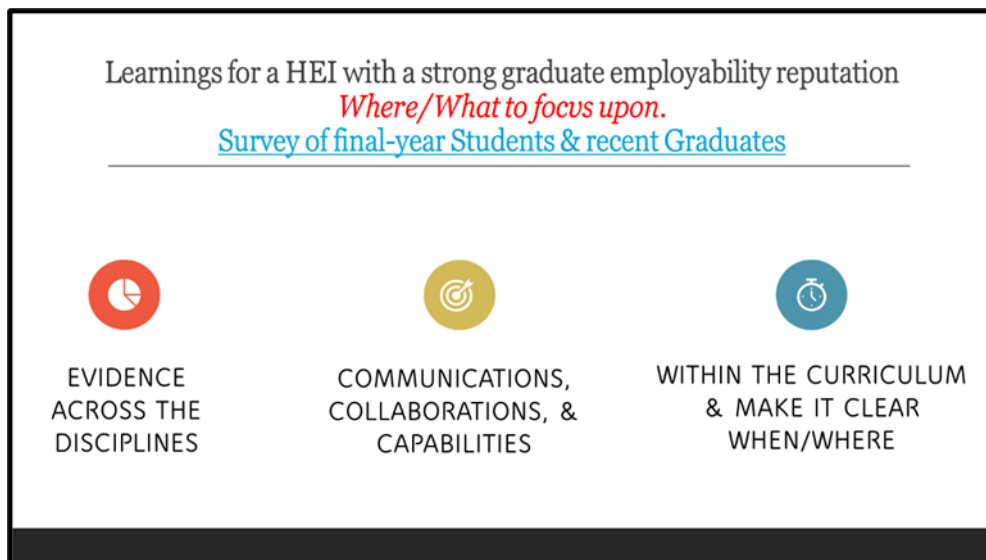 Learnings for a HEI with a strong graduate employability reputation
Where/What to focvs upon.
Survey of final-year Students & recent Graduates
EVIDENCE
ACROSS THE
DISCIPLINES
COMMUNICATIONS,
COLLABORATIONS, &
CAPABILITIES
WITHIN THE CURRICULUM
& MAKE IT CLEAR
WHEN/WHERE